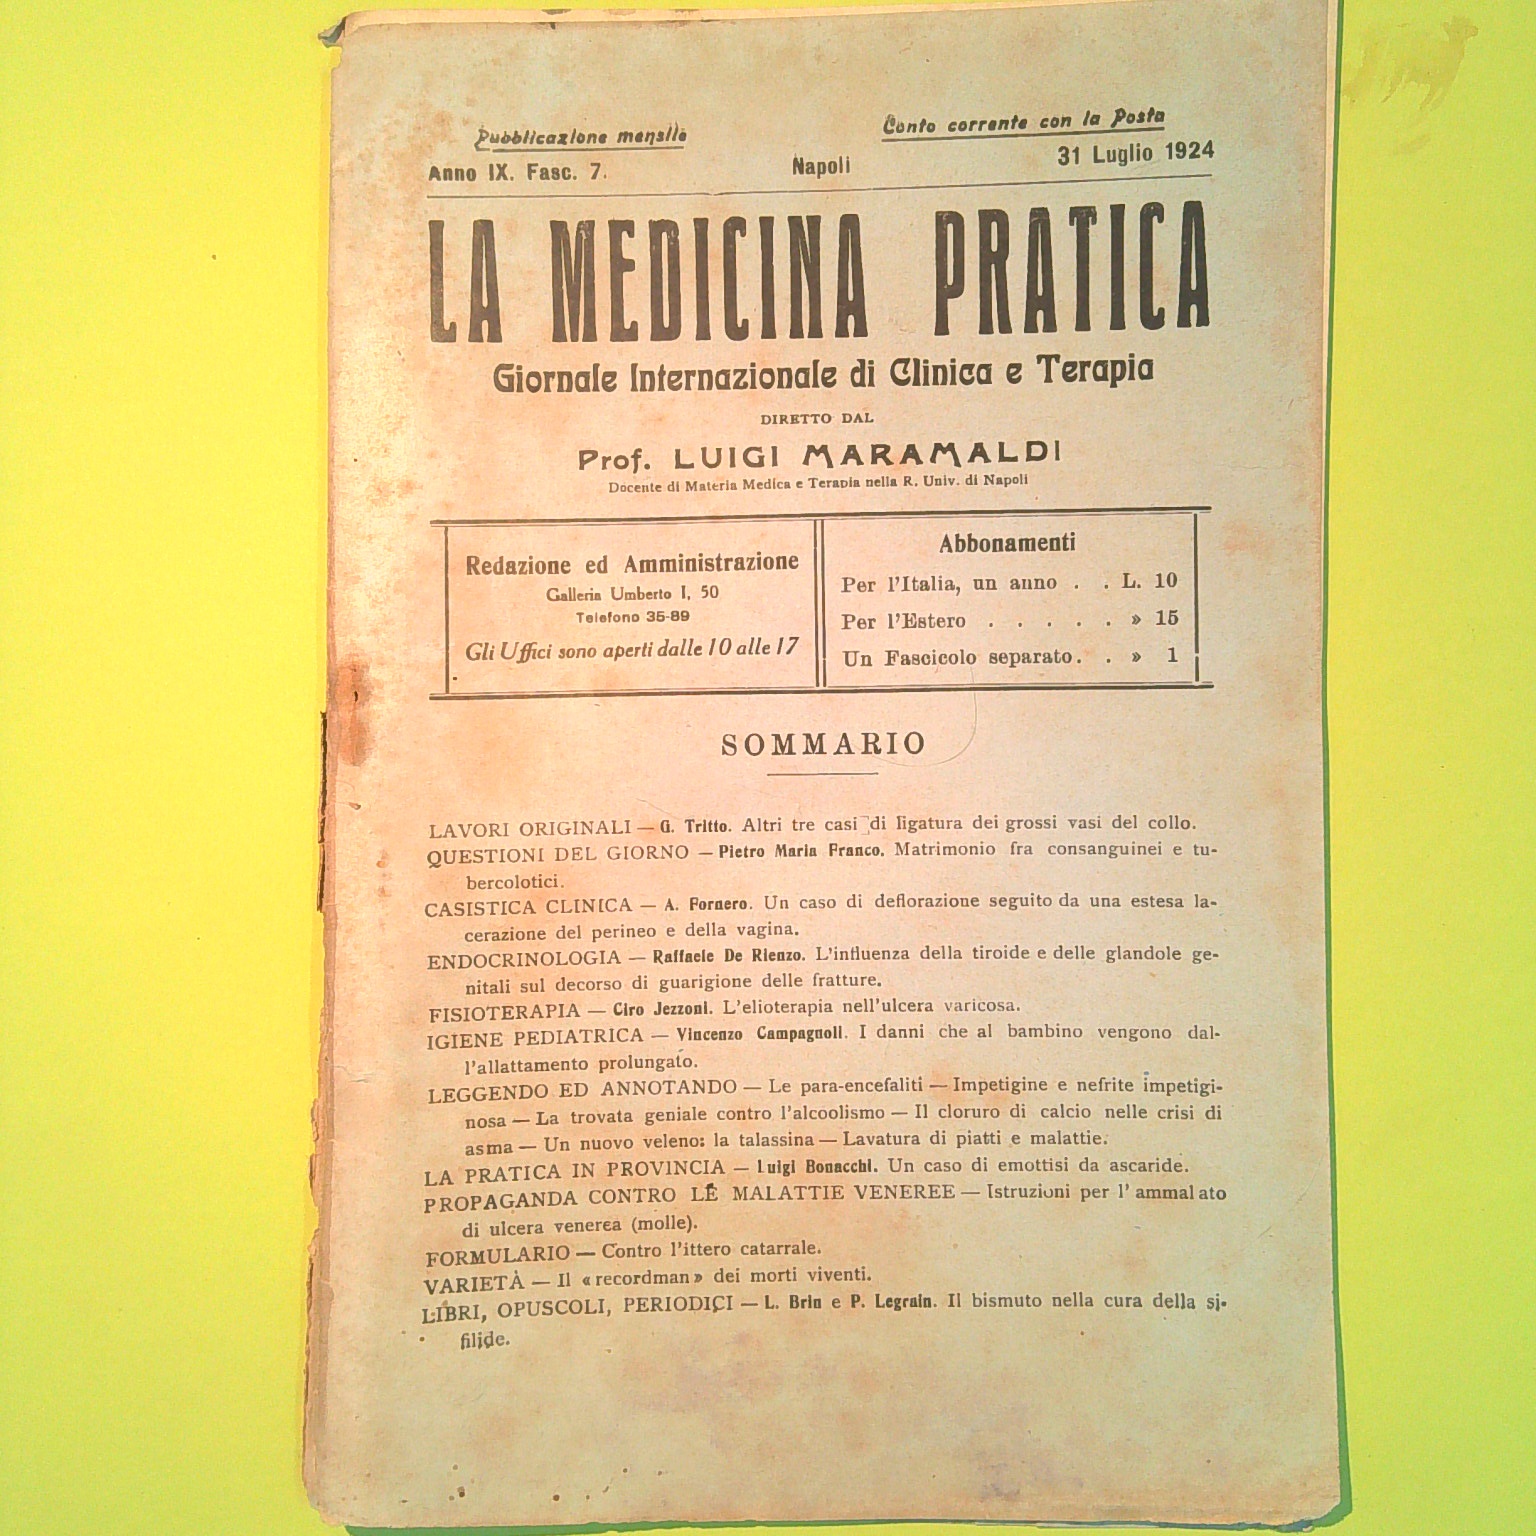 Pubblicazione mensile
Conto corrente con la Posta
Anno IX. Fasc. 7.
Napoli
31 Luglio 1924
LA MEDICINA PRATICA
Giornale Internazionale di Clinica e Terapia
DIRETTO DAL
Prof. LUIGI MARAMALDI
Docente di Materia Medica e Terapia nella R. Univ. di Napoli
Redazione ed Amministrazione
Galleria Umberto I, 50
Telefono 35-89
Gli Uffici sono aperti dalle 10 alle 17
Abbonamenti
Per l'Italia, un anno . . L. 10
Per l'Estero . . . . . » 15
Un Fascicolo separato. . » 1
SOMMARIO
LAVORI ORIGINALI — G. Tritto. Altri tre casi di ligatura dei grossi vasi del collo.
QUESTIONI DEL GIORNO — Pietro Maria Franco. Matrimonio fra consanguinei e tu-
bercolotici.
CASISTICA CLINICA — A. Fornero. Un caso di deflorazione seguito da una estesa la-
cerazione del perineo e della vagina.
ENDOCRINOLOGIA — Raffaele De Rienzo. L'influenza della tiroide e delle glandole ge-
nitali sul decorso di guarigione delle fratture.
FISIOTERAPIA — Ciro Jezzoni. L'elioterapia nell'ulcera varicosa.
IGIENE PEDIATRICA — Vincenzo Campagnoli. I danni che al bambino vengono dal-
l'allattamento prolungato.
LEGGENDO ED ANNOTANDO — Le para-encefaliti — Impetigine e nefrite impetigi-
nosa — La trovata geniale contro l'alcoolismo — Il cloruro di calcio nelle crisi di
asma — Un nuovo veleno: la talassina — Lavatura di piatti e malattie.
LA PRATICA IN PROVINCIA — Luigi Bonacchi. Un caso di emottisi da ascaride.
PROPAGANDA CONTRO LE MALATTIE VENEREE — Istruzioni per l'ammalato
di ulcera venerea (molle).
FORMULARIO — Contro l'ittero catarrale.
VARIETÀ — Il «recordman» dei morti viventi.
LIBRI, OPUSCOLI, PERIODICI — L. Brin e P. Legrain. Il bismuto nella cura della si-
filide.